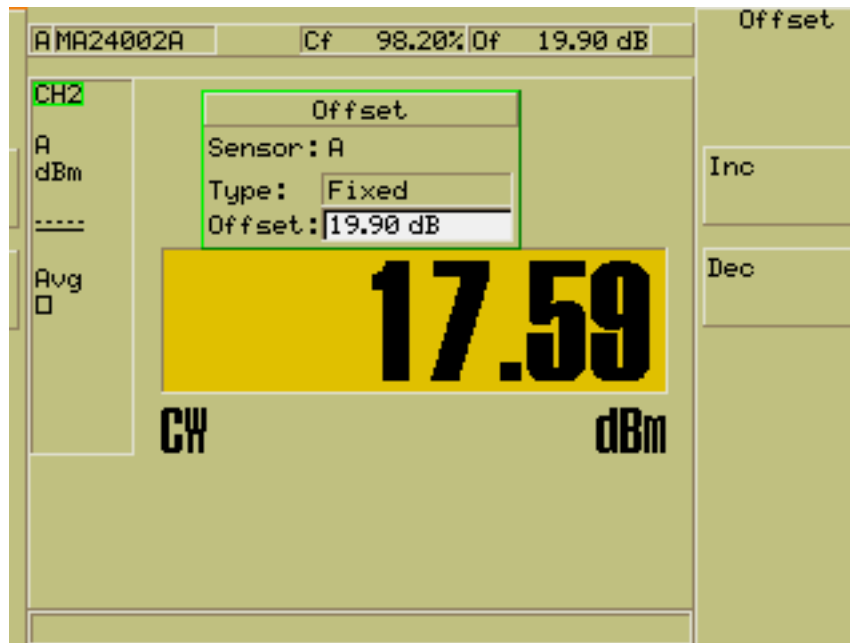 A MA24002A Cf 98.20% Of 19.90 dB
Offset
CH2
A
dBm
-----
Avg
Offset
Sensor: A
Type: Fixed
Offset: 19.90 dB
17.59
CW dBm
Inc
Dec